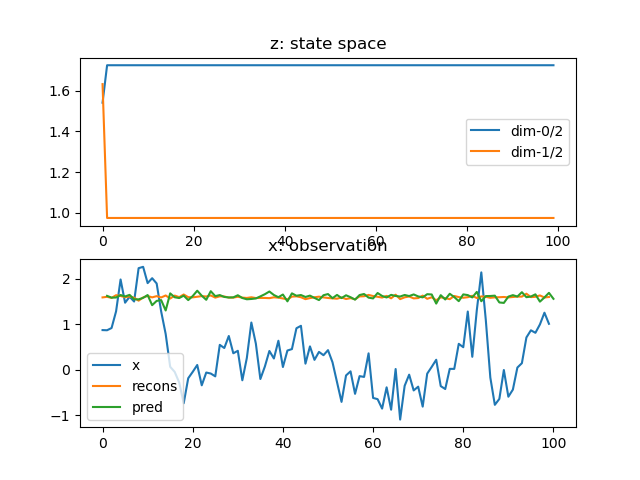 z: state space
1.6
1.4
1.2
1.0
dim-0/2
dim-1/2
0 20 40 60 80 100
x: observation
2
1
0
−1
x
recons
pred
0 20 40 60 80 100